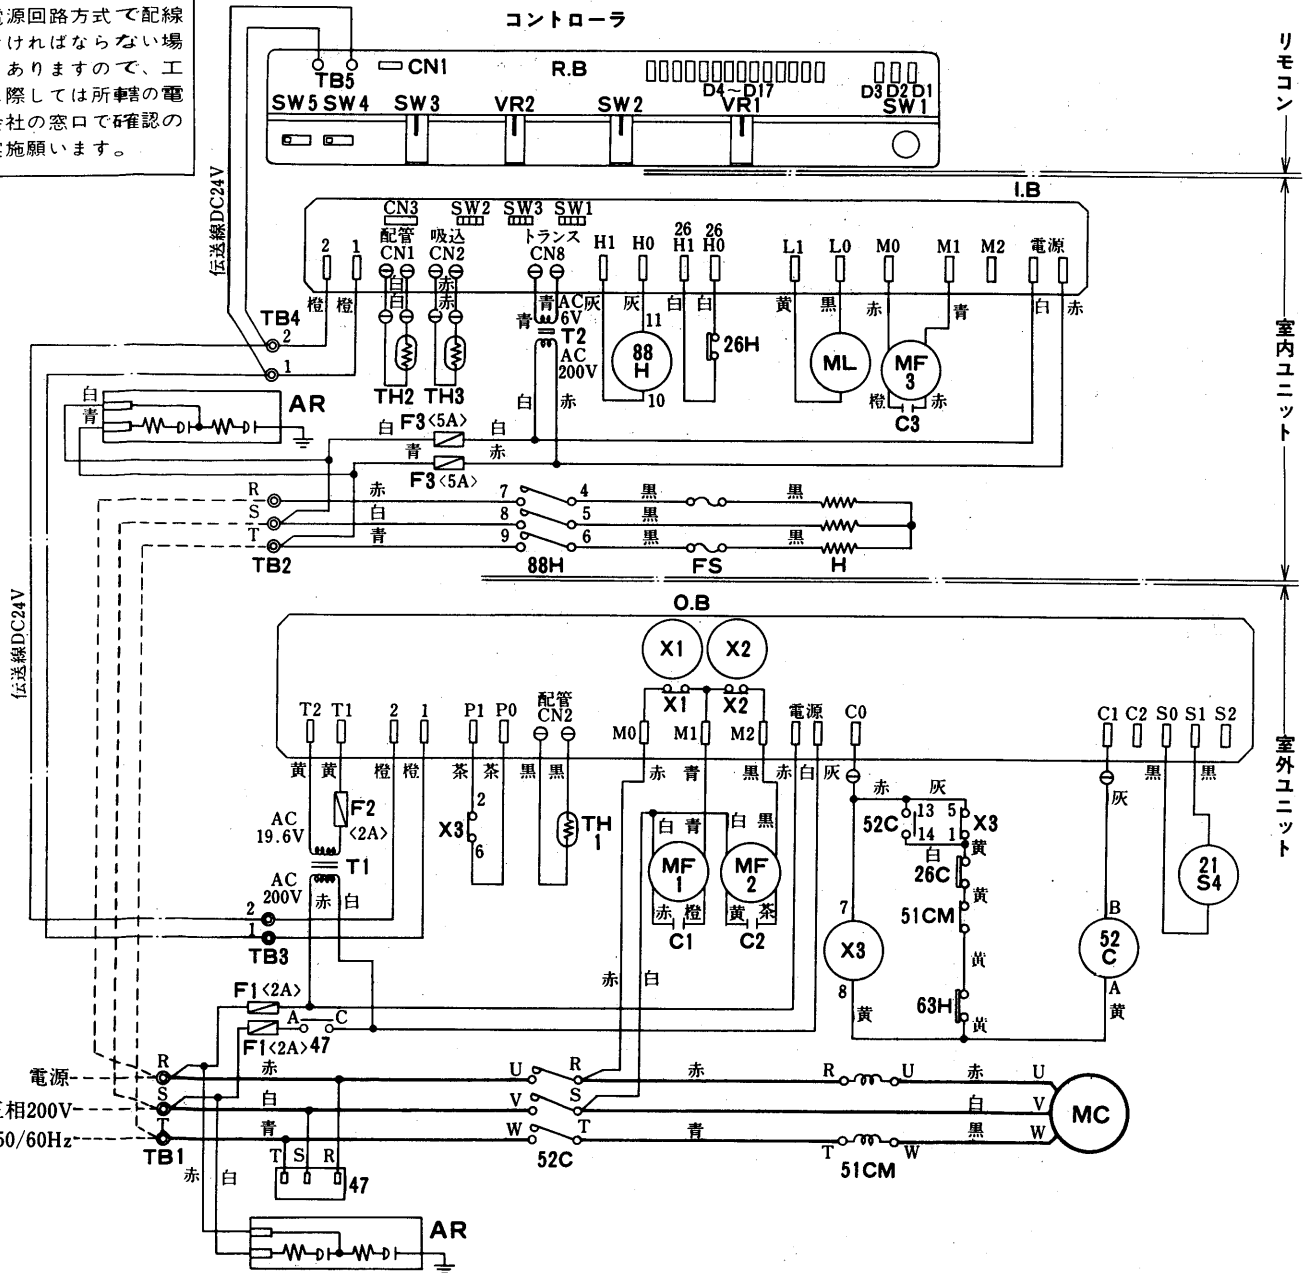 電源回路方式で配線
ければならない場
ありますので、工
際しては所轄の電
会社の窓口で確認の
実施願います。
コントローラ
リモコン
TB5 CN1 R.B D4~D17 D3 D2 D1
SW5 SW4 SW3 VR2 SW2 VR1 SW1
伝送線DC24V
I.B
室内ユニット
CN3 SW2 SW3 SW1
配管 吸込 トランス
2 1 CN1 CN2 CN8 H1 H0 26 H1 26 H0 L1 L0 M0 M1 M2 電源
白 赤
白 赤
橙 橙 青 AC 6V 灰 灰 白 白 黄 黒 赤 青 白 赤
TB4 2 青 T2 11 26H
1 AC 200V 88 H ML MF 3
TH2 TH3 10 橙 赤
白 AR 白 赤 C3
青
白 F3<5A> 白
青 赤
F3<5A>
R 赤 7 4 黒 黒
S 白 8 5 黒
T 青 9 6 黒 黒
TB2 88H FS H
伝送線DC24V
O.B
室外ユニット
X1 X2
X1 X2
T2 T1 2 1 P1 P0 配管 CN2 M0 M1 M2 電源 C0 C1 C2 S0 S1 S2
黄 黄 橙 橙 茶 茶 黒 黒 赤 青 黒 赤 白 灰 黒 黒
灰
AC 19.6V F2 <2A> 2 X3 6 TH 1 白 青 白 黒 赤 灰
52C 13 14 5 1 X3
白 黄
T1 MF 1 MF 2 26C 21 S4
AC 200V 赤 白 黄
赤 橙 黄 茶 7 51CM B
C1 C2 X3 52 C
2 1 TB3 黄
赤 白 8 63H A
F1<2A> 黄 黄 黄
A C
F1<2A> 47
電源 R 赤 U R 赤 R U 赤 U
三相200V S 白 V S 白 V MC
50/60Hz T 青 W T 青 T W 黒 W
TB1 52C 51CM
T S R
赤 白 47
AR